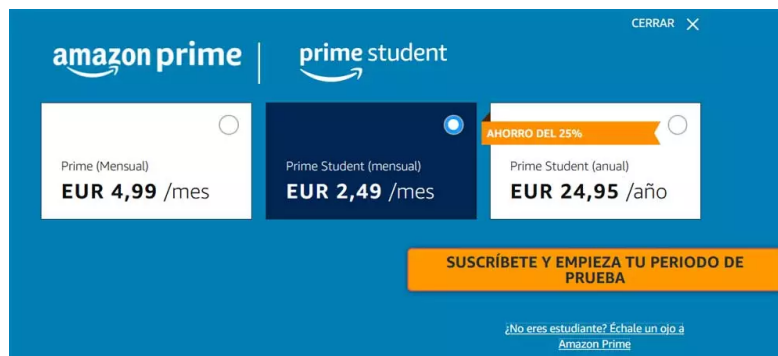 CERRAR X
amazon prime
prime student
AHORRO DEL 25%
Prime (Mensual)
EUR 4,99 /mes
Prime Student (mensual)
EUR 2,49 /mes
Prime Student (anual)
EUR 24,95 /año
SUSCRÍBETE Y EMPIEZA TU PERIODO DE
PRUEBA
¿No eres estudiante? Échale un ojo a
Amazon Prime